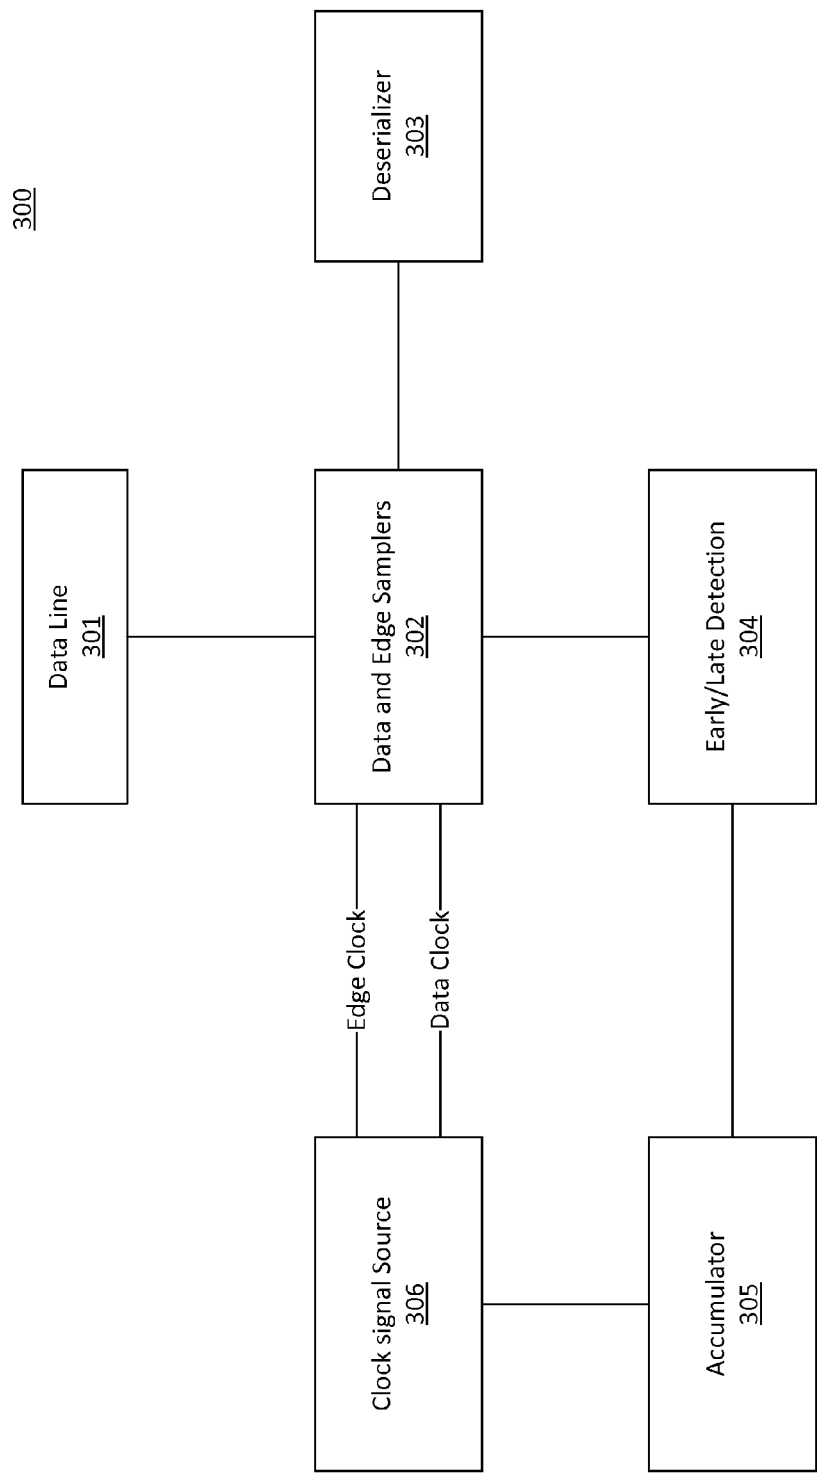 300
Data Line
301
Clock signal Source
306
Edge Clock
Data Clock
Data and Edge Samplers
302
Deserializer
303
Accumulator
305
Early/Late Detection
304